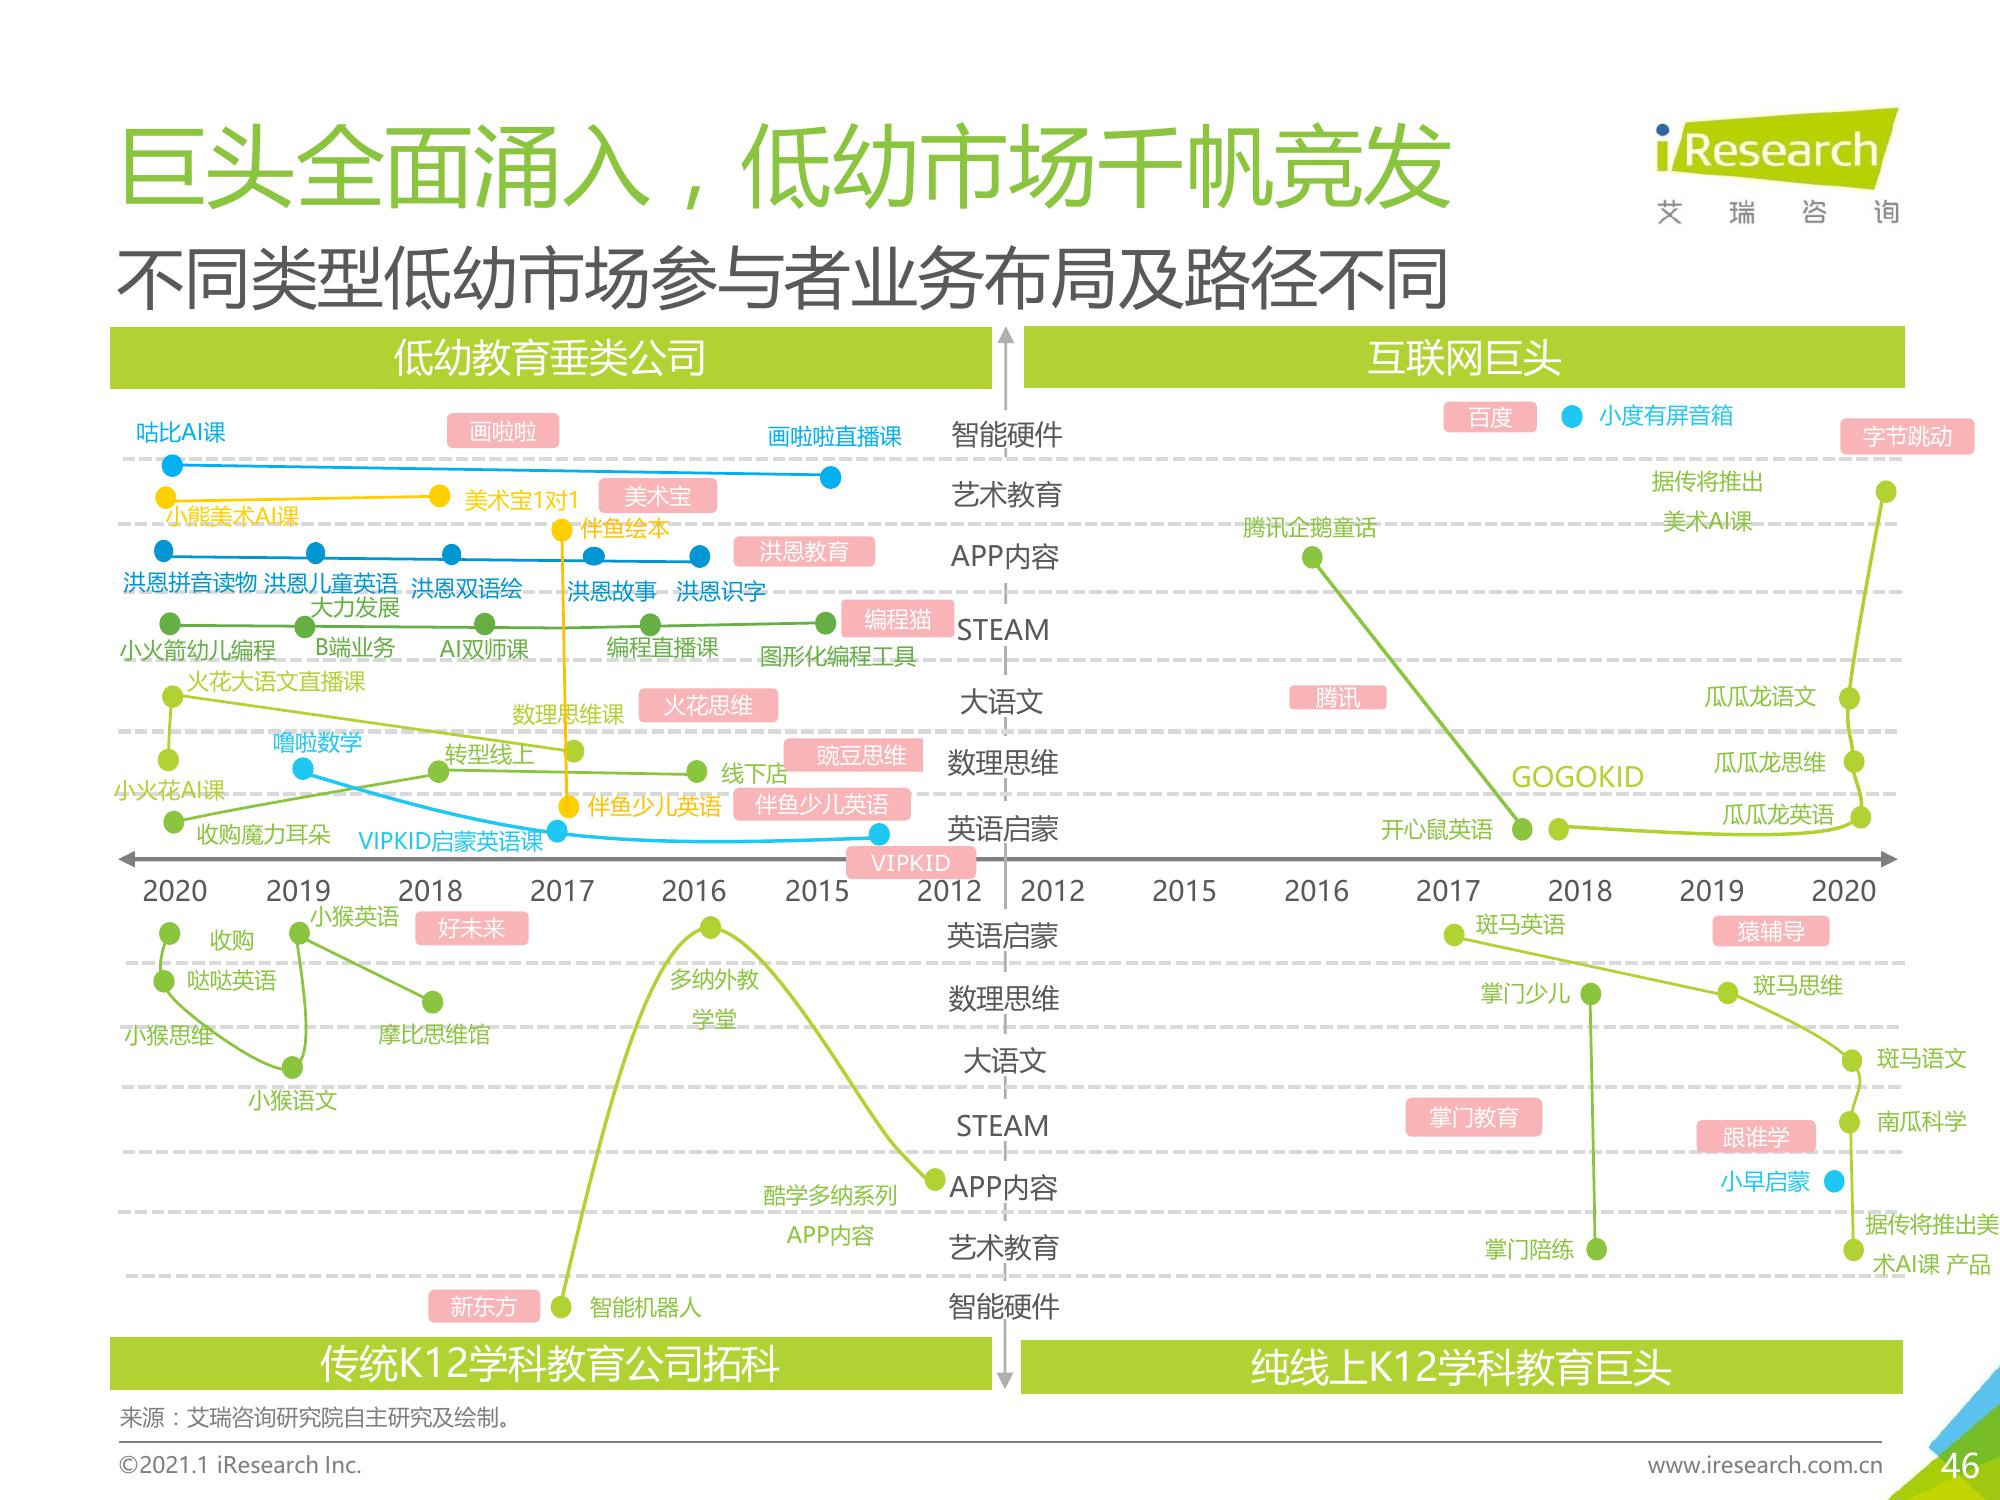 巨头全面涌入，低幼市场千帆竞发
iResearch
艾瑞咨询
不同类型低幼市场参与者业务布局及路径不同
低幼教育垂类公司
互联网巨头
咕比AI课
画啦啦
画啦啦直播课
智能硬件
百度
小度有屏音箱
字节跳动
小熊美术AI课
美术宝1对1
美术宝
艺术教育
据传将推出
美术AI课
伴鱼绘本
洪恩教育
APP内容
腾讯企鹅童话
洪恩拼音读物
洪恩儿童英语
洪恩双语绘
洪恩故事
洪恩识字
大力发展
B端业务
编程猫
STEAM
小火箭幼儿编程
AI双师课
编程直播课
图形化编程工具
火花大语文直播课
数理思维课
火花思维
大语文
腾讯
瓜瓜龙语文
噜啦数学
转型线上
线下店
豌豆思维
数理思维
GOGOKID
瓜瓜龙思维
小火花AI课
收购魔力耳朵
VIPKID启蒙英语课
伴鱼少儿英语
伴鱼少儿英语
英语启蒙
开心鼠英语
瓜瓜龙英语
VIPKID
2020 2019 2018 2017 2016 2015 2012 2012 2015 2016 2017 2018 2019 2020
收购
哒哒英语
小猴英语
好未来
英语启蒙
斑马英语
猿辅导
小猴思维
摩比思维馆
多纳外教
学堂
数理思维
掌门少儿
斑马思维
小猴语文
大语文
斑马语文
STEAM
掌门教育
跟谁学
南瓜科学
酷学多纳系列
APP内容
APP内容
小早启蒙
艺术教育
掌门陪练
据传将推出美
术AI课 产品
新东方
智能机器人
智能硬件
传统K12学科教育公司拓科
纯线上K12学科教育巨头
来源：艾瑞咨询研究院自主研究及绘制。
©2021.1 iResearch Inc.
www.iresearch.com.cn
46